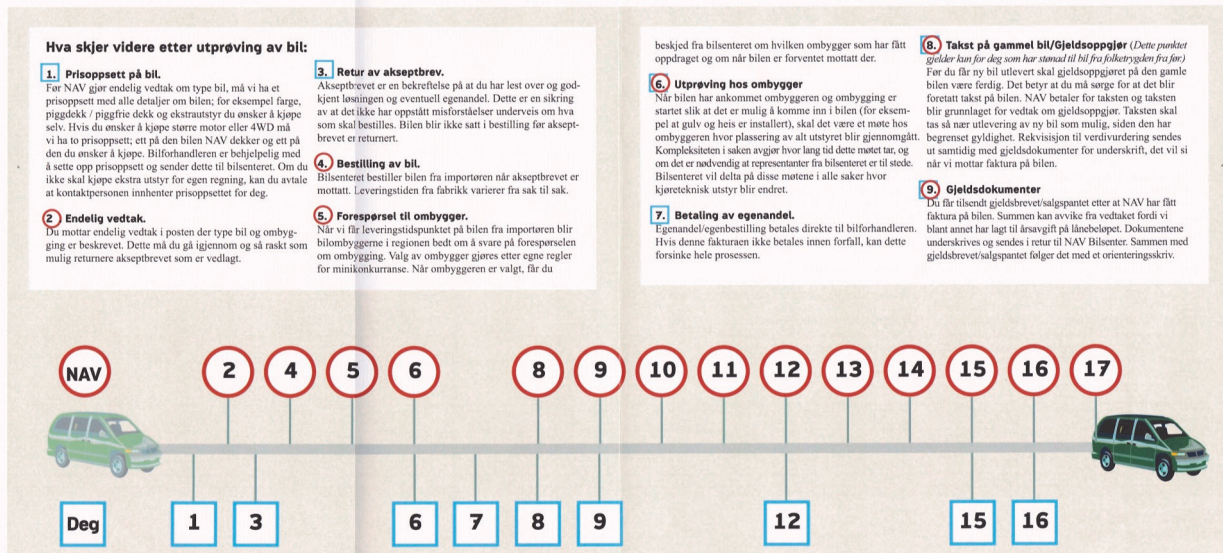 Hva skjer videre etter utprøving av bil:
1. Prisoppsett på bil.
Før NAV gjør endelig vedtak om type bil, må vi ha et
prisoppsett med alle detaljer om bilen; for eksempel farge,
piggdekk / piggfrie dekk og ekstrautstyr du ønsker å kjøpe
selv. Hvis du ønsker å kjøpe større motor eller 4WD må
vi ha to prisoppsett; ett på den bilen NAV dekker og ett på
den du ønsker å kjøpe. Bilforhandleren er behjelpelig med
å sette opp prisoppsett og sender dette til bilsenteret. Om du
ikke skal kjøpe ekstra utstyr for egen regning, kan du avtale
at kontaktpersonen innhenter prisoppsettet for deg.
2 Endelig vedtak.
Du mottar endelig vedtak i posten der type bil og ombygg-
ging er beskrevet. Dette må du gå igjennom og så raskt som
mulig returnere akseptbrevet som er vedlagt.
3. Retur av akseptbrev.
Akseptbrevet er en bekreftelse på at du har lest over og god-
kjent løsningen og eventuell egenandel. Dette er en sikring
av at det ikke har oppstått misforståelser underveis om hva
som skal bestilles. Bilen blir ikke satt i bestilling før aksept-
brevet er returnert.
4. Bestilling av bil.
Bilsenteret bestiller bilen fra importøren når akseptbrevet er
mottatt. Leveringstiden fra fabrikk varierer fra sak til sak.
5. Forespørsel til ombygger.
Når vi får leveringstidspunktet på bilen fra importøren blir
bilombyggerne i regionen bedt om å svare på forespørselen
om ombygging. Valg av ombygger gjøres etter egne regler
for minikonkurranse. Når ombyggeren er valgt, får du
beskjed fra bilsenteret om hvilken ombygger som har fått
oppdraget og om når bilen er forventet mottatt der.
6. Utprøving hos ombygger
Når bilen har ankommet ombyggeren og ombygging er
startet slik at det er mulig å komme inn i bilen (for eksem-
pel at gulv og heis er installert), skal det være et møte hos
ombyggeren hvor plassering av alt utstyret blir gjennomgått.
Kompleksiteten i saken avgjør hvor lang tid dette møtet tar, og
om det er nødvendig at representanter fra bilsenteret er til stede.
Bilsenteret vil delta på disse møtene i alle saker hvor
kjøreteknisk utstyr blir endret.
7. Betaling av egenandel.
Egenandel/egenbestilling betales direkte til bilforhandleren.
Hvis denne fakturaen ikke betales innen forfall, kan dette
forsinke hele prosessen.
8. Takst på gammel bil/Gjeldsoppgjør (Dette punktet
gjelder kun for deg som har stønad til bil fra folketrygden fra før.)
Før du får ny bil utlevert skal gjeldsoppgjøret på den gamle
bilen være ferdig. Det betyr at du må sørge for at det blir
foretatt takst på bilen. NAV betaler for taksten og taksten
blir grunnlaget for vedtak om gjeldsoppgjør. Taksten skal
tas så nær utlevering av ny bil som mulig, siden den har
begrenset gyldighet. Rekvisisjon til verdivurdering sendes
ut samtidig med gjeldsdokumenter for underskrift, det vil si
når vi mottar faktura på bilen.
9. Gjeldsdokumenter
Du får tilsendt gjeldsbrevet/salgspantet etter at NAV har fått
faktura på bilen. Summen kan avvike fra vedtaket fordi vi
blant annet har lagt til årsavgift på lånebeløpet. Dokumentene
underskrives og sendes i retur til NAV Bilsenter. Sammen med
gjeldsbrevet/salgspantet følger det med et orienteringsskriv.
NAV 2 4 5 6 8 9 10 11 12 13 14 15 16 17
Deg 1 3 6 7 8 9 12 15 16